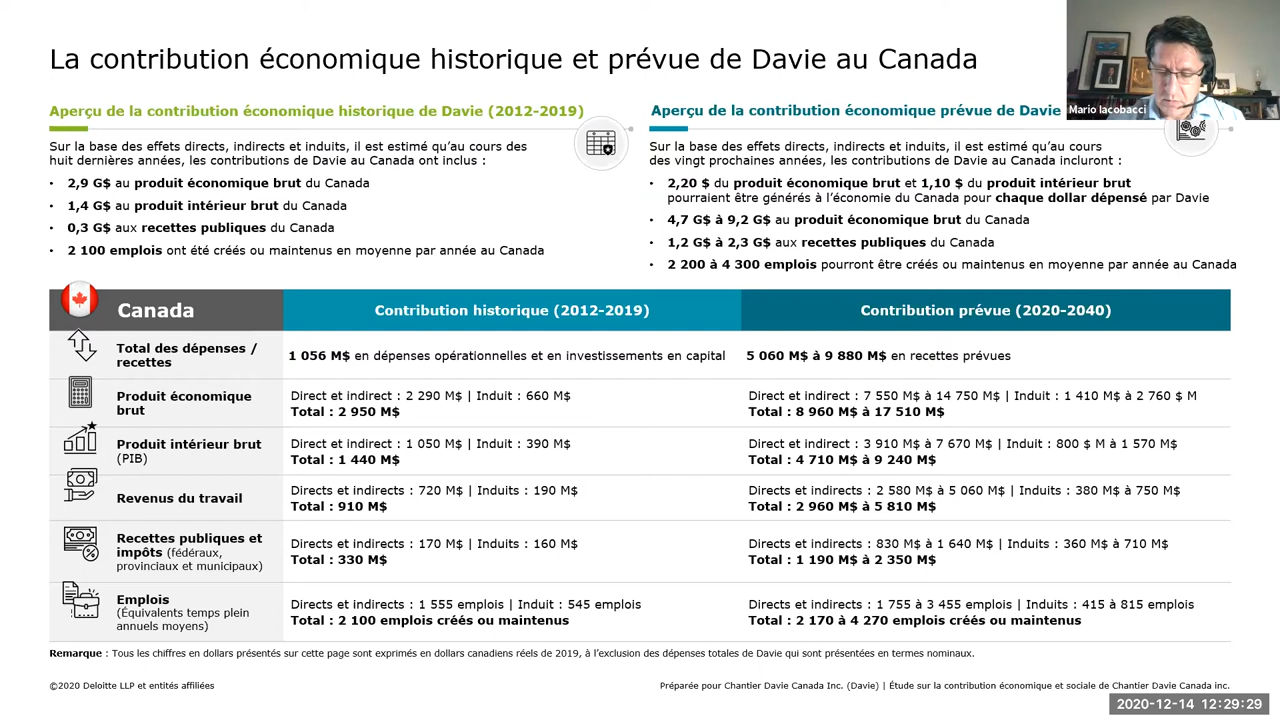 La contribution économique historique et prévue de Davie au Canada
Mario Iacobacci
Aperçu de la contribution économique historique de Davie (2012-2019)
Sur la base des effets directs, indirects et induits, il est estimé qu’au cours des
huit dernières années, les contributions de Davie au Canada ont inclus :
• 2,9 G$ au produit économique brut du Canada
• 1,4 G$ au produit intérieur brut du Canada
• 0,3 G$ aux recettes publiques du Canada
• 2 100 emplois ont été créés ou maintenus en moyenne par année au Canada
Aperçu de la contribution économique prévue de Davie
Sur la base des effets directs, indirects et induits, il est estimé qu’au cours
des vingt prochaines années, les contributions de Davie au Canada incluront :
• 2,20 $ du produit économique brut et 1,10 $ du produit intérieur brut
pourraient être générés à l’économie du Canada pour chaque dollar dépensé par Davie
• 4,7 G$ à 9,2 G$ au produit économique brut du Canada
• 1,2 G$ à 2,3 G$ aux recettes publiques du Canada
• 2 200 à 4 300 emplois pourront être créés ou maintenus en moyenne par année au Canada
Canada
Contribution historique (2012-2019)
Contribution prévue (2020-2040)
Total des dépenses /
recettes
1 056 M$ en dépenses opérationnelles et en investissements en capital
5 060 M$ à 9 880 M$ en recettes prévues
Produit économique
brut
Direct et indirect : 2 290 M$ | Induit : 660 M$
Total : 2 950 M$
Direct et indirect : 7 550 M$ à 14 750 M$ | Induit : 1 410 M$ à 2 760 $ M
Total : 8 960 M$ à 17 510 M$
Produit intérieur brut
(PIB)
Direct et indirect : 1 050 M$ | Induit : 390 M$
Total : 1 440 M$
Direct et indirect : 3 910 M$ à 7 670 M$ | Induit : 800 $ M à 1 570 M$
Total : 4 710 M$ à 9 240 M$
Revenus du travail
Directs et indirects : 720 M$ | Induits : 190 M$
Total : 910 M$
Directs et indirects : 2 580 M$ à 5 060 M$ | Induits : 380 M$ à 750 M$
Total : 2 960 M$ à 5 810 M$
Recettes publiques et
impôts (fédéraux,
provinciaux et municipaux)
Directs et indirects : 170 M$ | Induits : 160 M$
Total : 330 M$
Directs et indirects : 830 M$ à 1 640 M$ | Induits : 360 M$ à 710 M$
Total : 1 190 M$ à 2 350 M$
Emplois
(Équivalents temps plein
annuels moyens)
Directs et indirects : 1 555 emplois | Induit : 545 emplois
Total : 2 100 emplois créés ou maintenus
Directs et indirects : 1 755 à 3 455 emplois | Induits : 415 à 815 emplois
Total : 2 170 à 4 270 emplois créés ou maintenus
Remarque : Tous les chiffres en dollars présentés sur cette page sont exprimés en dollars canadiens réels de 2019, à l’exclusion des dépenses totales de Davie qui sont présentées en termes nominaux.
©2020 Deloitte LLP et entités affiliées
Préparée pour Chantier Davie Canada Inc. (Davie) | Étude sur la contribution économique et sociale de Chantier Davie Canada inc.
2020-12-14 12:29:29